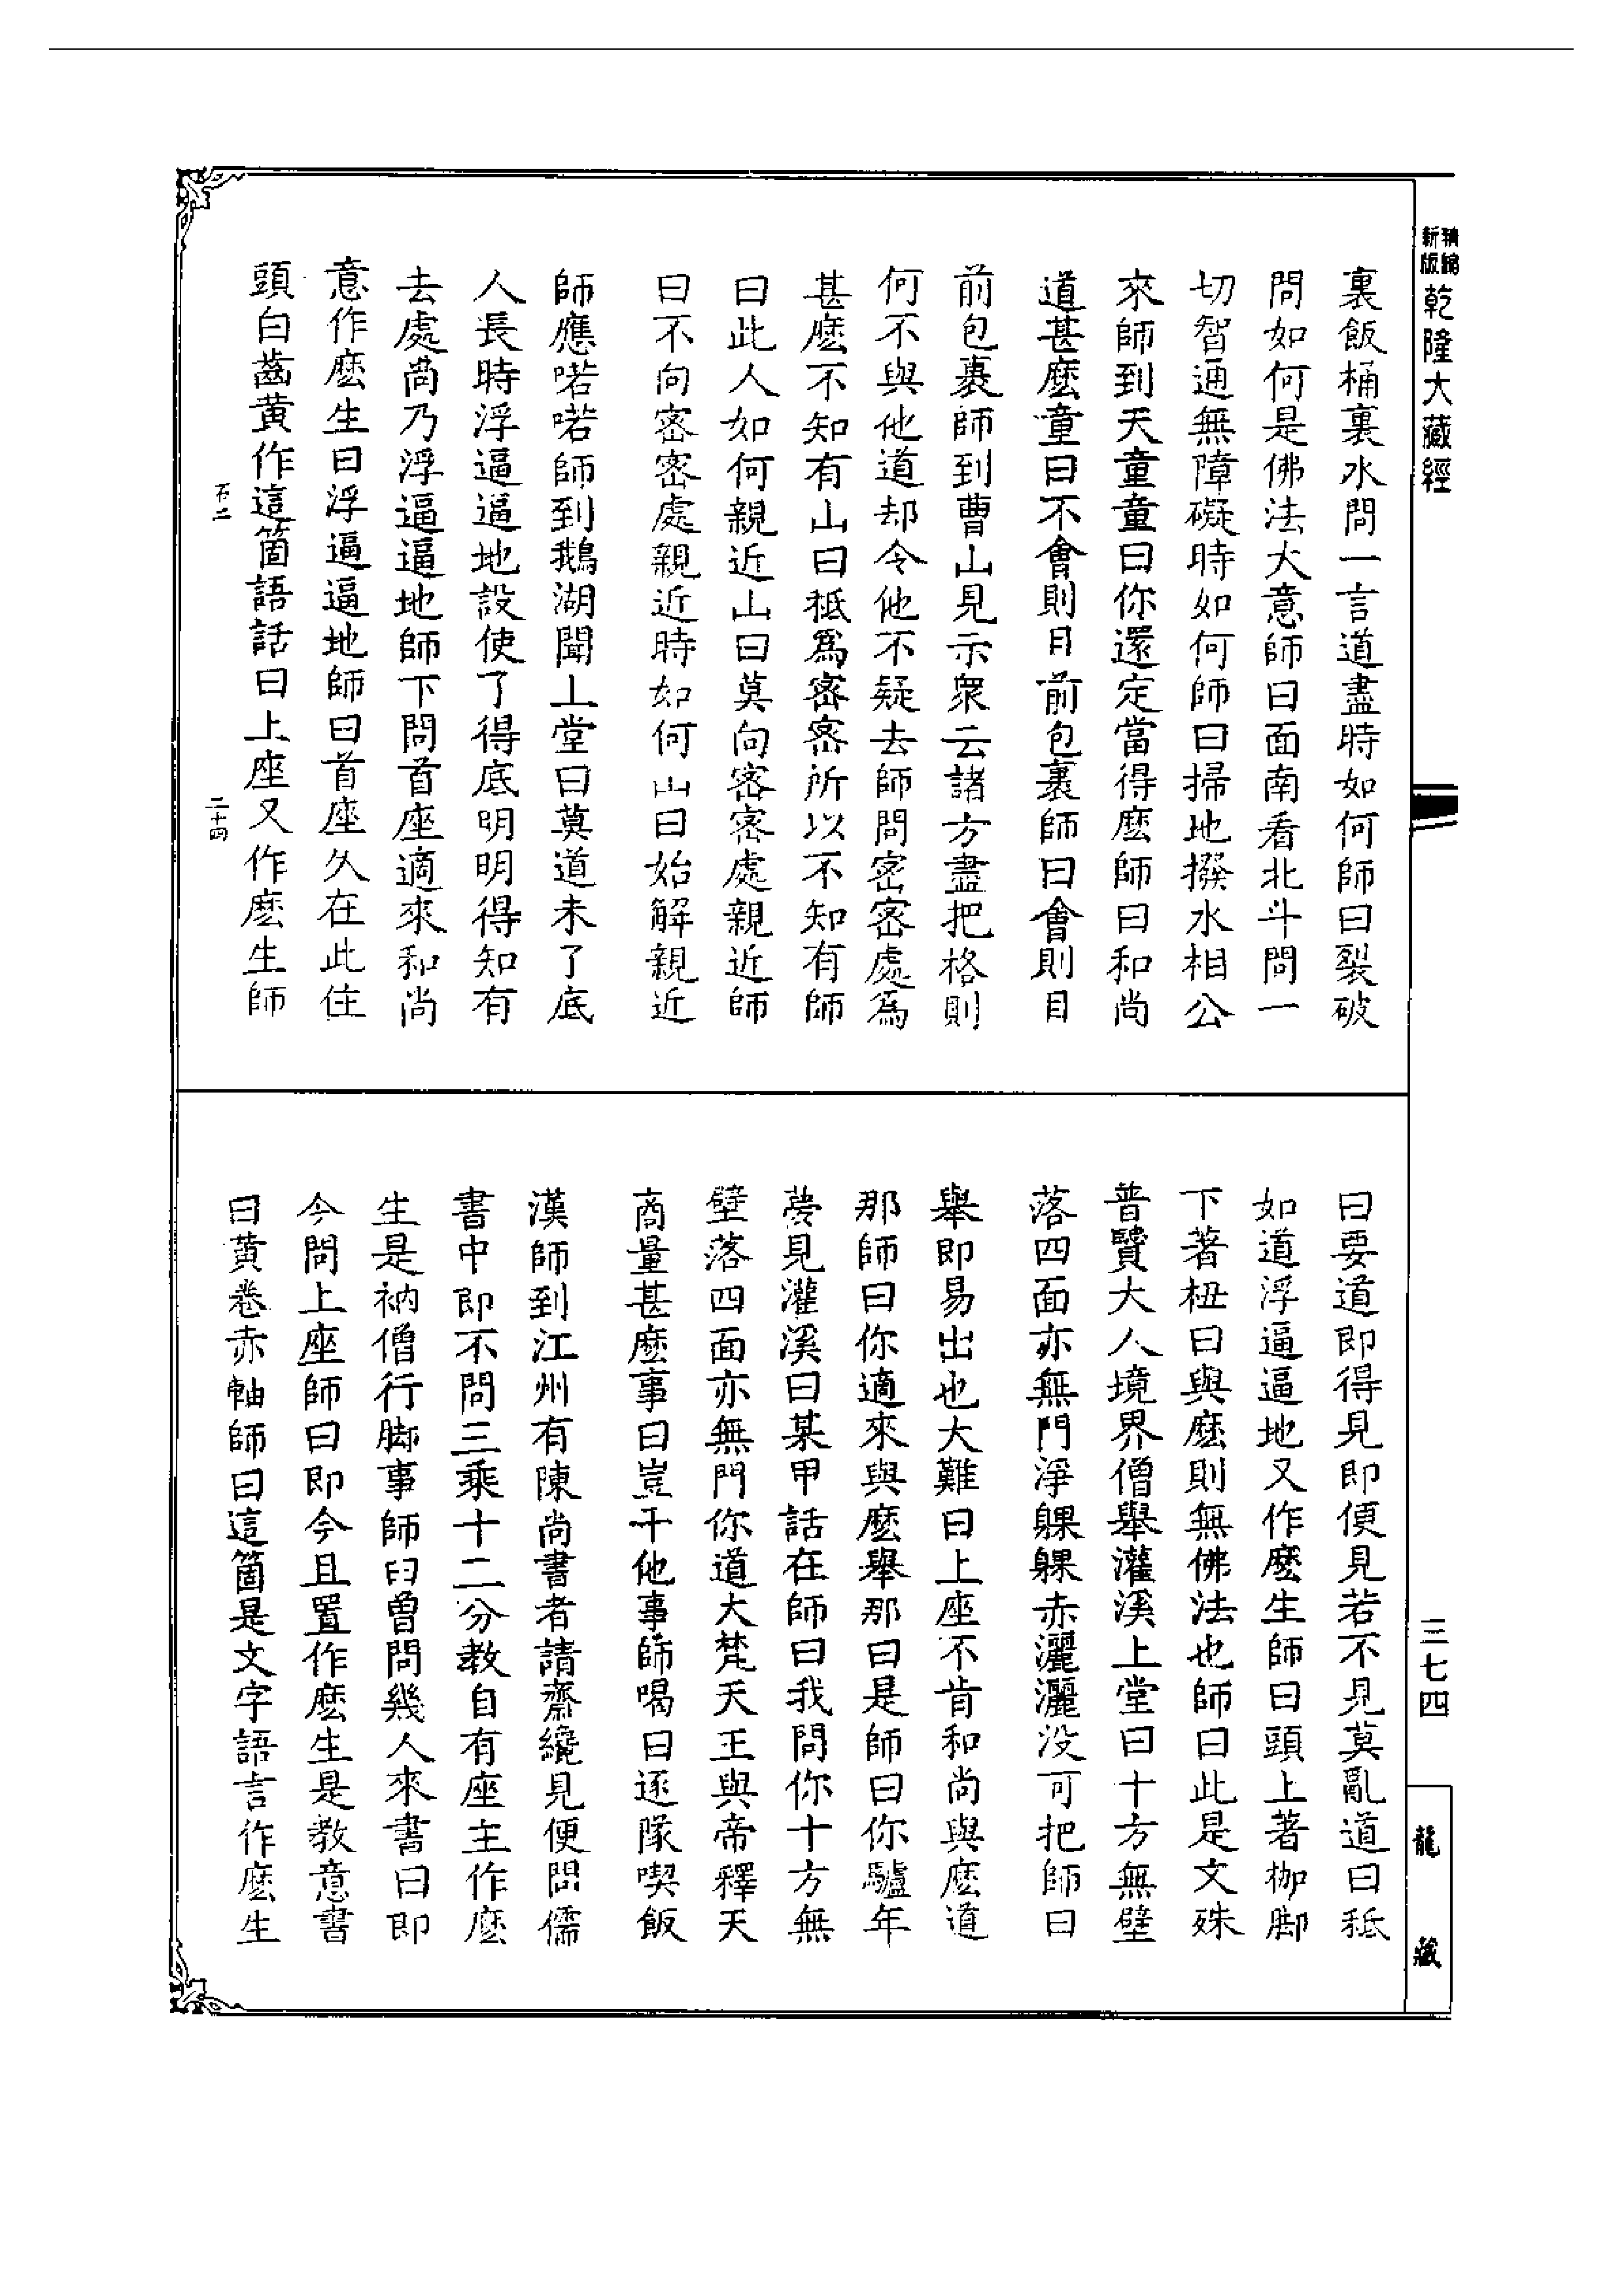 精編新版乾隆大藏經
裏飯桶裏水問一言道盡時如何師曰裂破
問如何是佛法大意師曰面南看北斗問一
切智通無障礙時如何師曰掃地撥水相公
來師到天童童曰你還定當得麽師曰和尚
道甚麽童曰不會則目前包裹師曰會則目
前包裹師到曹山見示衆云諸方盡把格則
何不與他道却令他不疑去師問密密處爲
甚麽不知有山曰秪爲密密所以不知有師
曰此人如何親近山曰莫向密密處親近師
曰不向密密處親近時如何山曰始解親近
師應喏喏師到鵝湖聞上堂曰莫道未了底
人長時浮逼逼地設使了得底明明得知有
去處尚乃浮逼逼地師下問首座適來和尚
意作麽生曰浮逼逼地師曰首座久在此住
頭白齒黄作這箇語話曰上座又作麽生師
二十四
曰要道即得見即便見若不見莫亂道曰秪
如道浮逼逼地又作麽生師曰頭上著枷脚
下著杻曰與麽則無佛法也師曰此是文殊
普賢大人境界僧舉灌溪上堂曰十方無壁
落四面亦無門淨躶躶赤灑灑没可把師曰
舉即易出也大難曰上座不肯和尚與麽道
那師曰你適來與麽舉那曰是師曰你驢年
夢見灌溪曰某甲話在師曰我問你十方無
壁落四面亦無門你道大梵天王與帝釋天
商量甚麽事曰豈干他事師喝曰逐隊喫飯
漢師到江州有陳尚書者請齋纔見便問儒
書中即不問三乘十二分教自有座主作麽
生是衲僧行脚事師曰曾問幾人來書曰即
今問上座師曰即今且置作麽生是教意書
曰黄卷赤軸師曰這箇是文字語言作麽生
三七四
龍藏